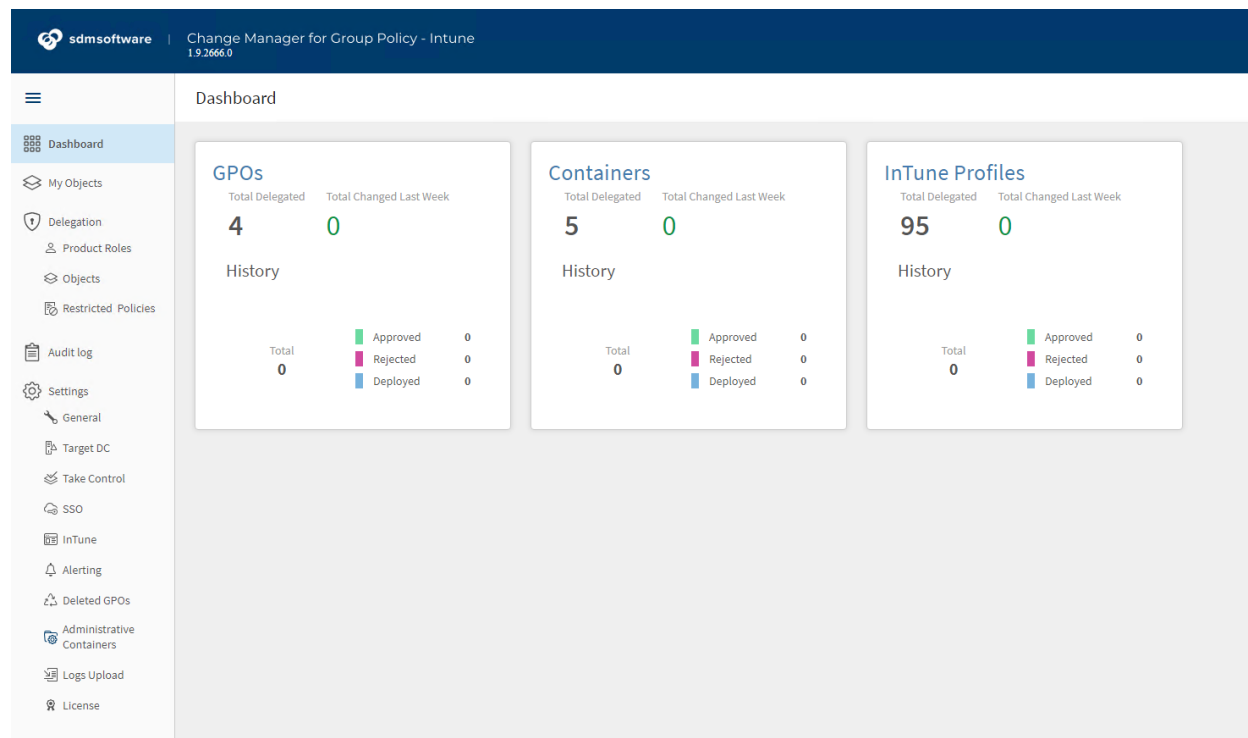 sdmsoftware | Change Manager for Group Policy - Intune
1.9.2666.0
Dashboard
Dashboard
My Objects
Delegation
Product Roles
Objects
Restricted Policies
Audit log
Settings
General
Target DC
Take Control
SSO
InTune
Alerting
Deleted GPOs
Administrative
Containers
Logs Upload
License
GPOs
Total Delegated Total Changed Last Week
4 0
History
Total
0
Approved 0
Rejected 0
Deployed 0
Containers
Total Delegated Total Changed Last Week
5 0
History
Total
0
Approved 0
Rejected 0
Deployed 0
InTune Profiles
Total Delegated Total Changed Last Week
95 0
History
Total
0
Approved 0
Rejected 0
Deployed 0